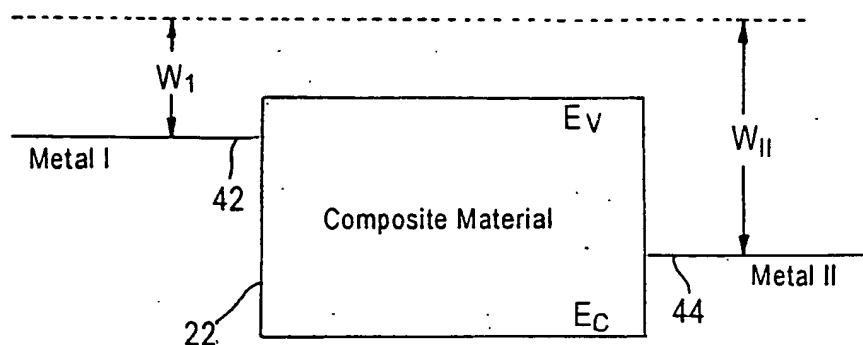 W1
EV
WII
Metal I
42
Composite Material
Metal II
22
EC
44